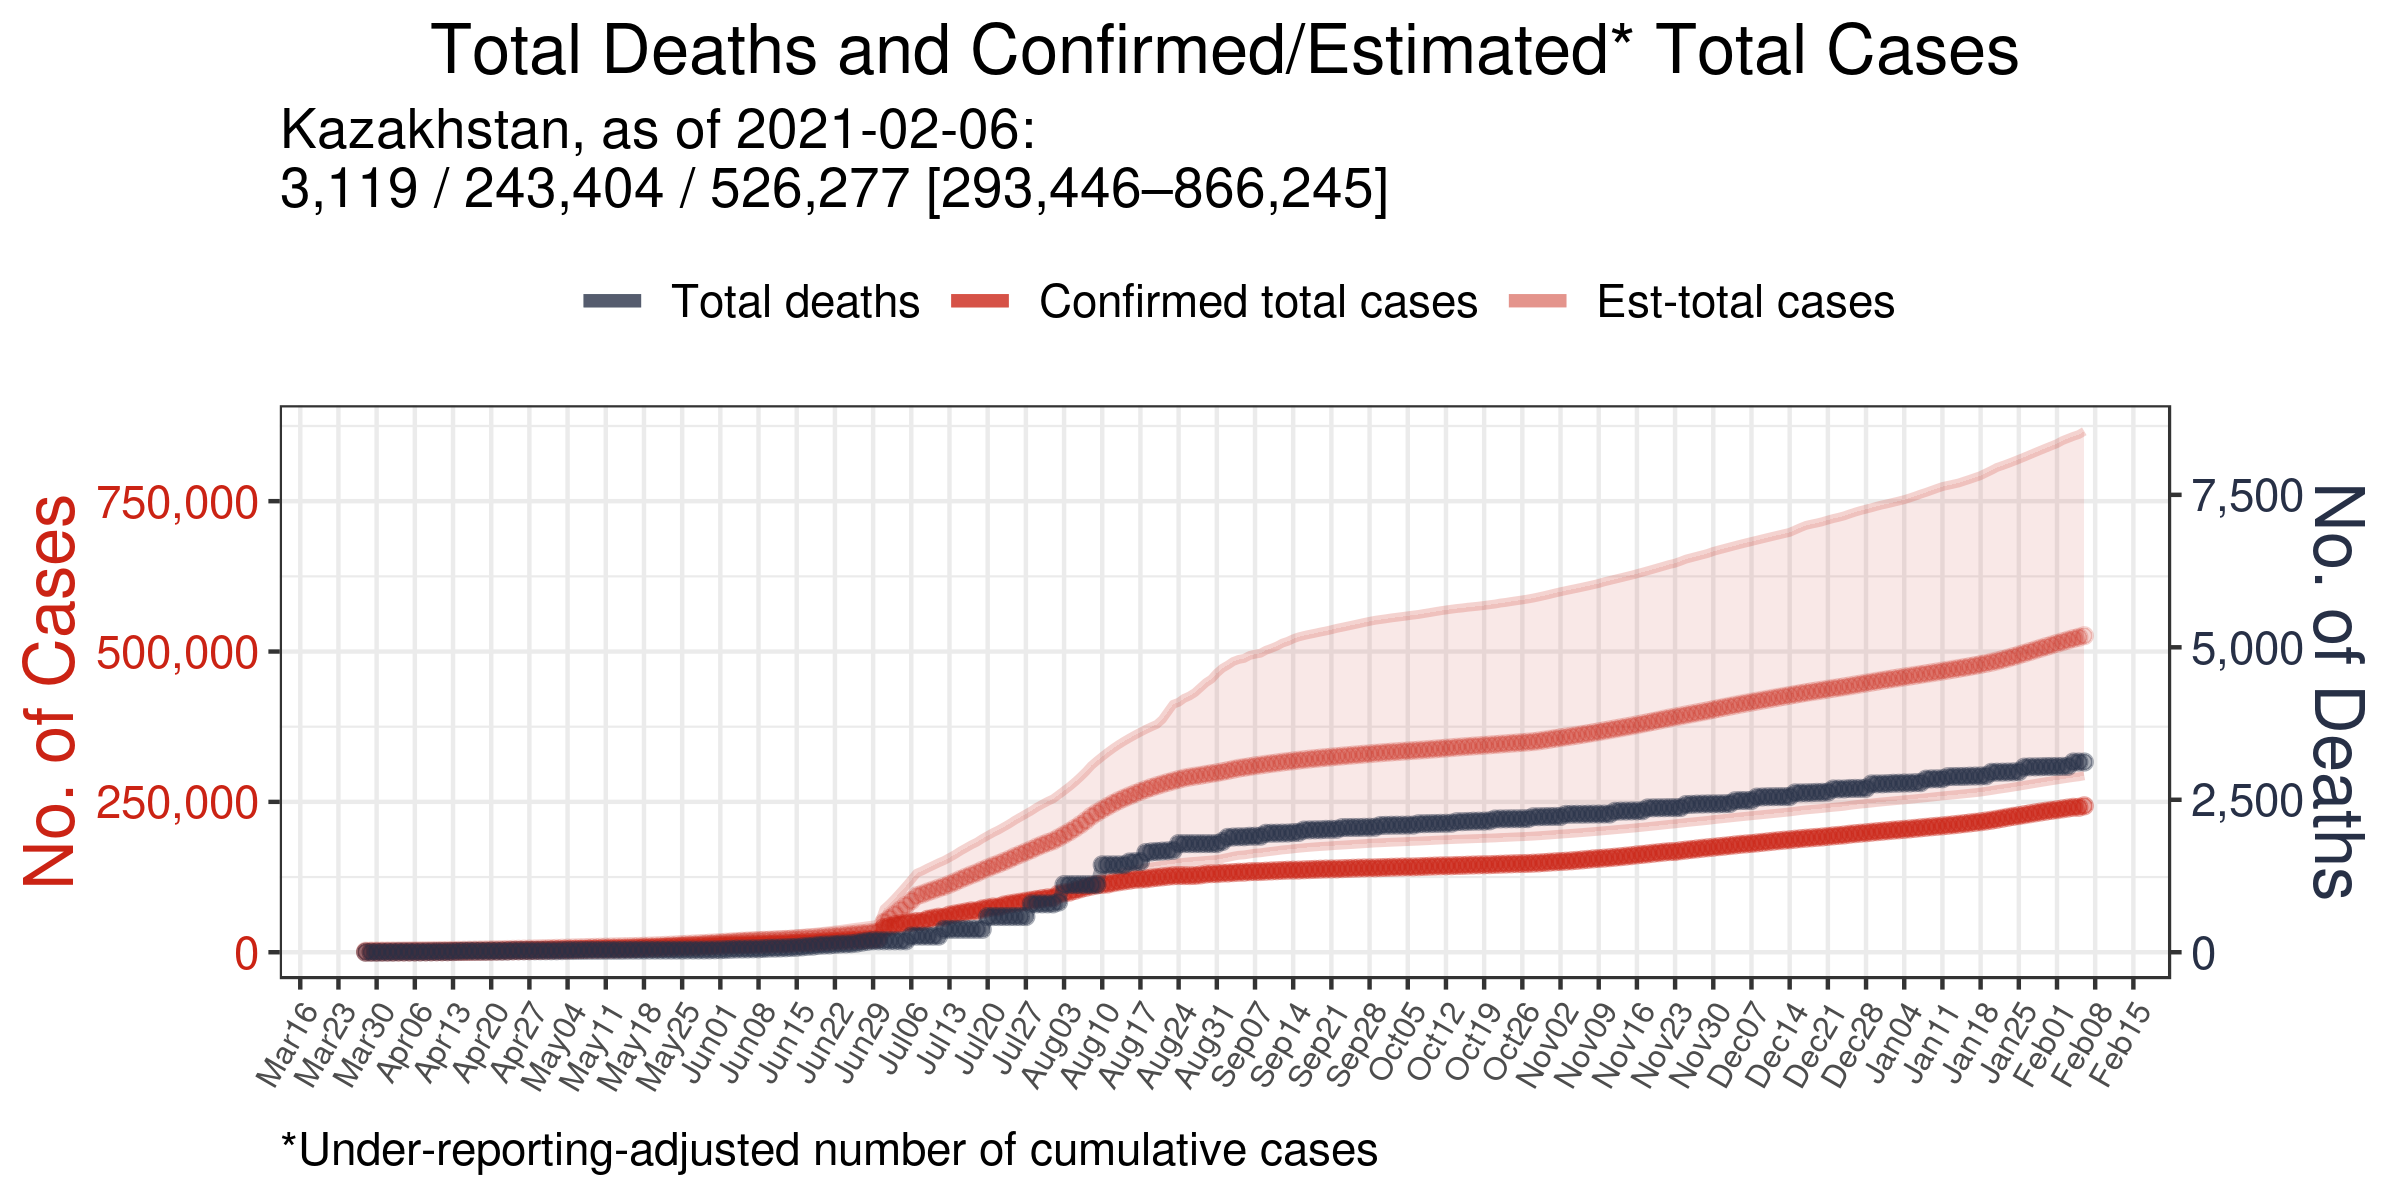 Total Deaths and Confirmed/Estimated* Total Cases
Kazakhstan, as of 2021-02-06:
3,119 / 243,404 / 526,277 [293,446–866,245]
Total deaths
Confirmed total cases
Est-total cases
No. of Cases
750,000
500,000
250,000
0
7,500
5,000
2,500
0
No. of Deaths
Mar16
Mar23
Mar30
Apr06
Apr13
Apr20
Apr27
May04
May11
May18
May25
Jun01
Jun08
Jun15
Jun22
Jun29
Jul06
Jul13
Jul20
Jul27
Aug03
Aug10
Aug17
Aug24
Aug31
Sep07
Sep14
Sep21
Sep28
Oct05
Oct12
Oct19
Oct26
Nov02
Nov09
Nov16
Nov23
Nov30
Dec07
Dec14
Dec21
Dec28
Jan04
Jan11
Jan18
Jan25
Feb01
Feb08
Feb15
*Under-reporting-adjusted number of cumulative cases